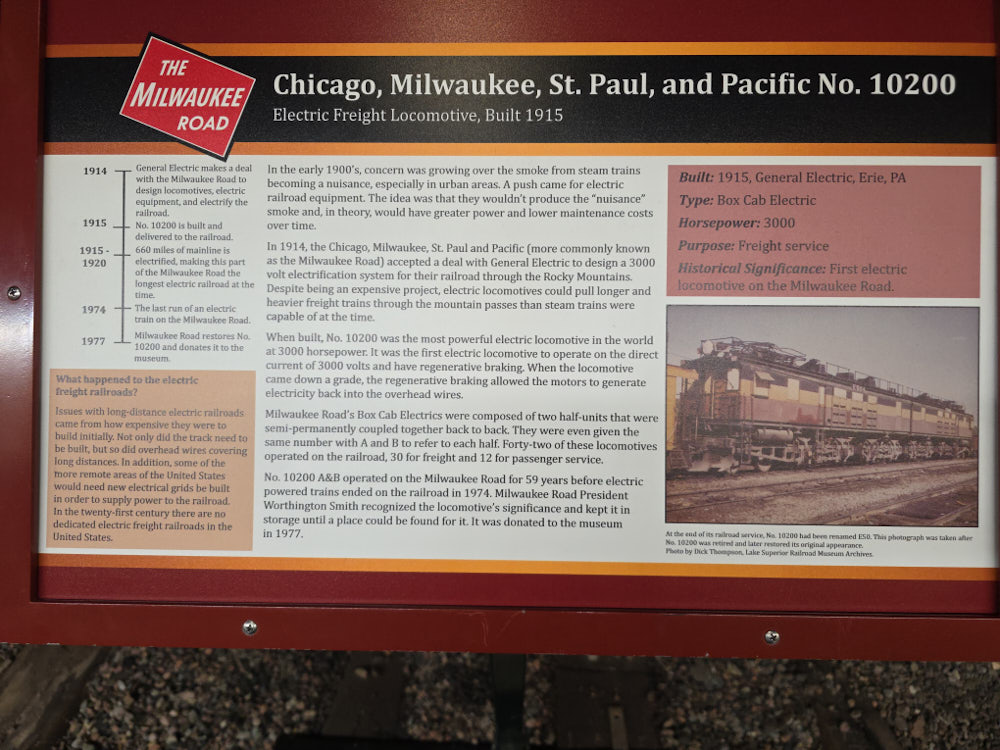 THE
MILWAUKEE
ROAD
Chicago, Milwaukee, St. Paul, and Pacific No. 10200
Electric Freight Locomotive, Built 1915
1914
General Electric makes a deal
with the Milwaukee Road to
design locomotives, electric
equipment, and electrify the
railroad.
1915
No. 10200 is built and
delivered to the railroad.
1915 -
1920
660 miles of mainline is
electrified, making this part
of the Milwaukee Road the
longest electric railroad at the
time.
1974
The last run of an electric
train on the Milwaukee Road.
1977
Milwaukee Road restores No.
10200 and donates it to the
museum.
What happened to the electric
freight railroads?
Issues with long-distance electric railroads
came from how expensive they were to
build initially. Not only did the track need to
be built, but so did overhead wires covering
long distances. In addition, some of the
more remote areas of the United States
would need new electrical grids be built
in order to supply power to the railroad.
In the twenty-first century there are no
dedicated electric freight railroads in the
United States.
In the early 1900's, concern was growing over the smoke from steam trains
becoming a nuisance, especially in urban areas. A push came for electric
railroad equipment. The idea was that they wouldn't produce the "nuisance"
smoke and, in theory, would have greater power and lower maintenance costs
over time.
In 1914, the Chicago, Milwaukee, St. Paul and Pacific (more commonly known
as the Milwaukee Road) accepted a deal with General Electric to design a 3000
volt electrification system for their railroad through the Rocky Mountains.
Despite being an expensive project, electric locomotives could pull longer and
heavier freight trains through the mountain passes than steam trains were
capable of at the time.
When built, No. 10200 was the most powerful electric locomotive in the world
at 3000 horsepower. It was the first electric locomotive to operate on the direct
current of 3000 volts and have regenerative braking. When the locomotive
came down a grade, the regenerative braking allowed the motors to generate
electricity back into the overhead wires.
Milwaukee Road's Box Cab Electrics were composed of two half-units that were
semi-permanently coupled together back to back. They were even given the
same number with A and B to refer to each half. Forty-two of these locomotives
operated on the railroad, 30 for freight and 12 for passenger service.
No. 10200 A&B operated on the Milwaukee Road for 59 years before electric
powered trains ended on the railroad in 1974. Milwaukee Road President
Worthington Smith recognized the locomotive's significance and kept it in
storage until a place could be found for it. It was donated to the museum
in 1977.
Built: 1915, General Electric, Erie, PA
Type: Box Cab Electric
Horsepower: 3000
Purpose: Freight service
Historical Significance: First electric
locomotive on the Milwaukee Road.
At the end of its railroad service, No. 10200 had been renamed E50. This photograph was taken after
No. 10200 was retired and later restored its original appearance.
Photo by Dick Thompson, Lake Superior Railroad Museum Archives.